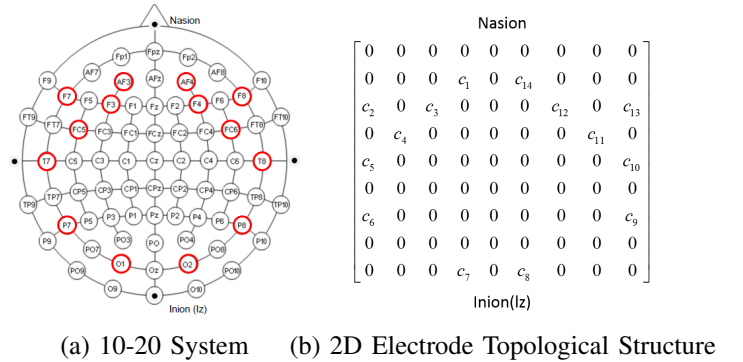 Nasion
Fp1 Fpz Fp2
AF7 AF3 AFz AF4 AF8
F9 F7 F5 F3 F1 Fz F2 F4 F6 F8 F10
FT9 FT7 FC5 FC3 FC1 FCz FC2 FC4 FC6 FT8 FT10
T7 C5 C3 C1 Cz C2 C4 C6 T8
TP9 TP7 CP5 CP3 CP1 CPz CP2 CP4 CP6 TP8 TP10
P9 P7 P5 P3 P1 Pz P2 P4 P6 P8 P10
PO9 PO7 PO3 PO PO4 PO8 PO10
O1 Oz O2
O9 O10
Inion (Iz)
(a) 10-20 System
Nasion
0 0 0 0 0 0 0 0 0
0 0 0 c1 0 c14 0 0 0
c2 0 c3 0 0 0 c12 0 c13
0 c4 0 0 0 0 0 c11 0
c5 0 0 0 0 0 0 0 c10
0 0 0 0 0 0 0 0 0
c6 0 0 0 0 0 0 0 c9
0 0 0 0 0 0 0 0 0
0 0 0 c7 0 c8 0 0 0
Inion(Iz)
(b) 2D Electrode Topological Structure